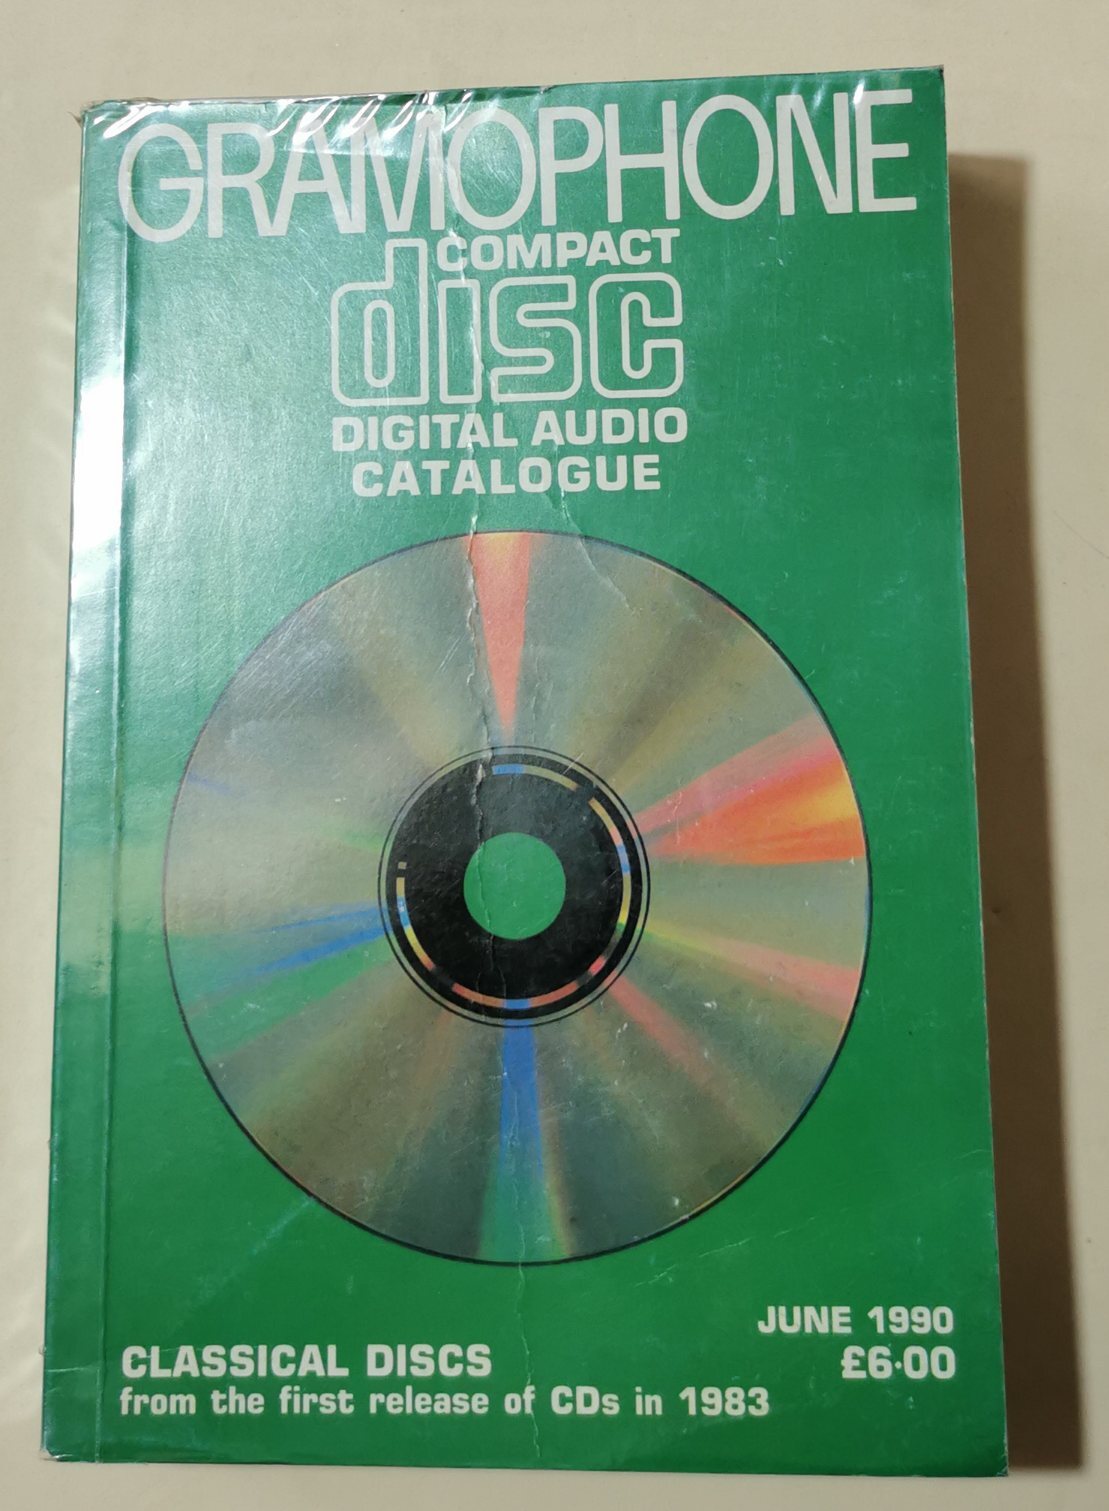 GRAMOPHONE
COMPACT
disc
DIGITAL AUDIO
CATALOGUE
JUNE 1990
£6·00
CLASSICAL DISCS
from the first release of CDs in 1983